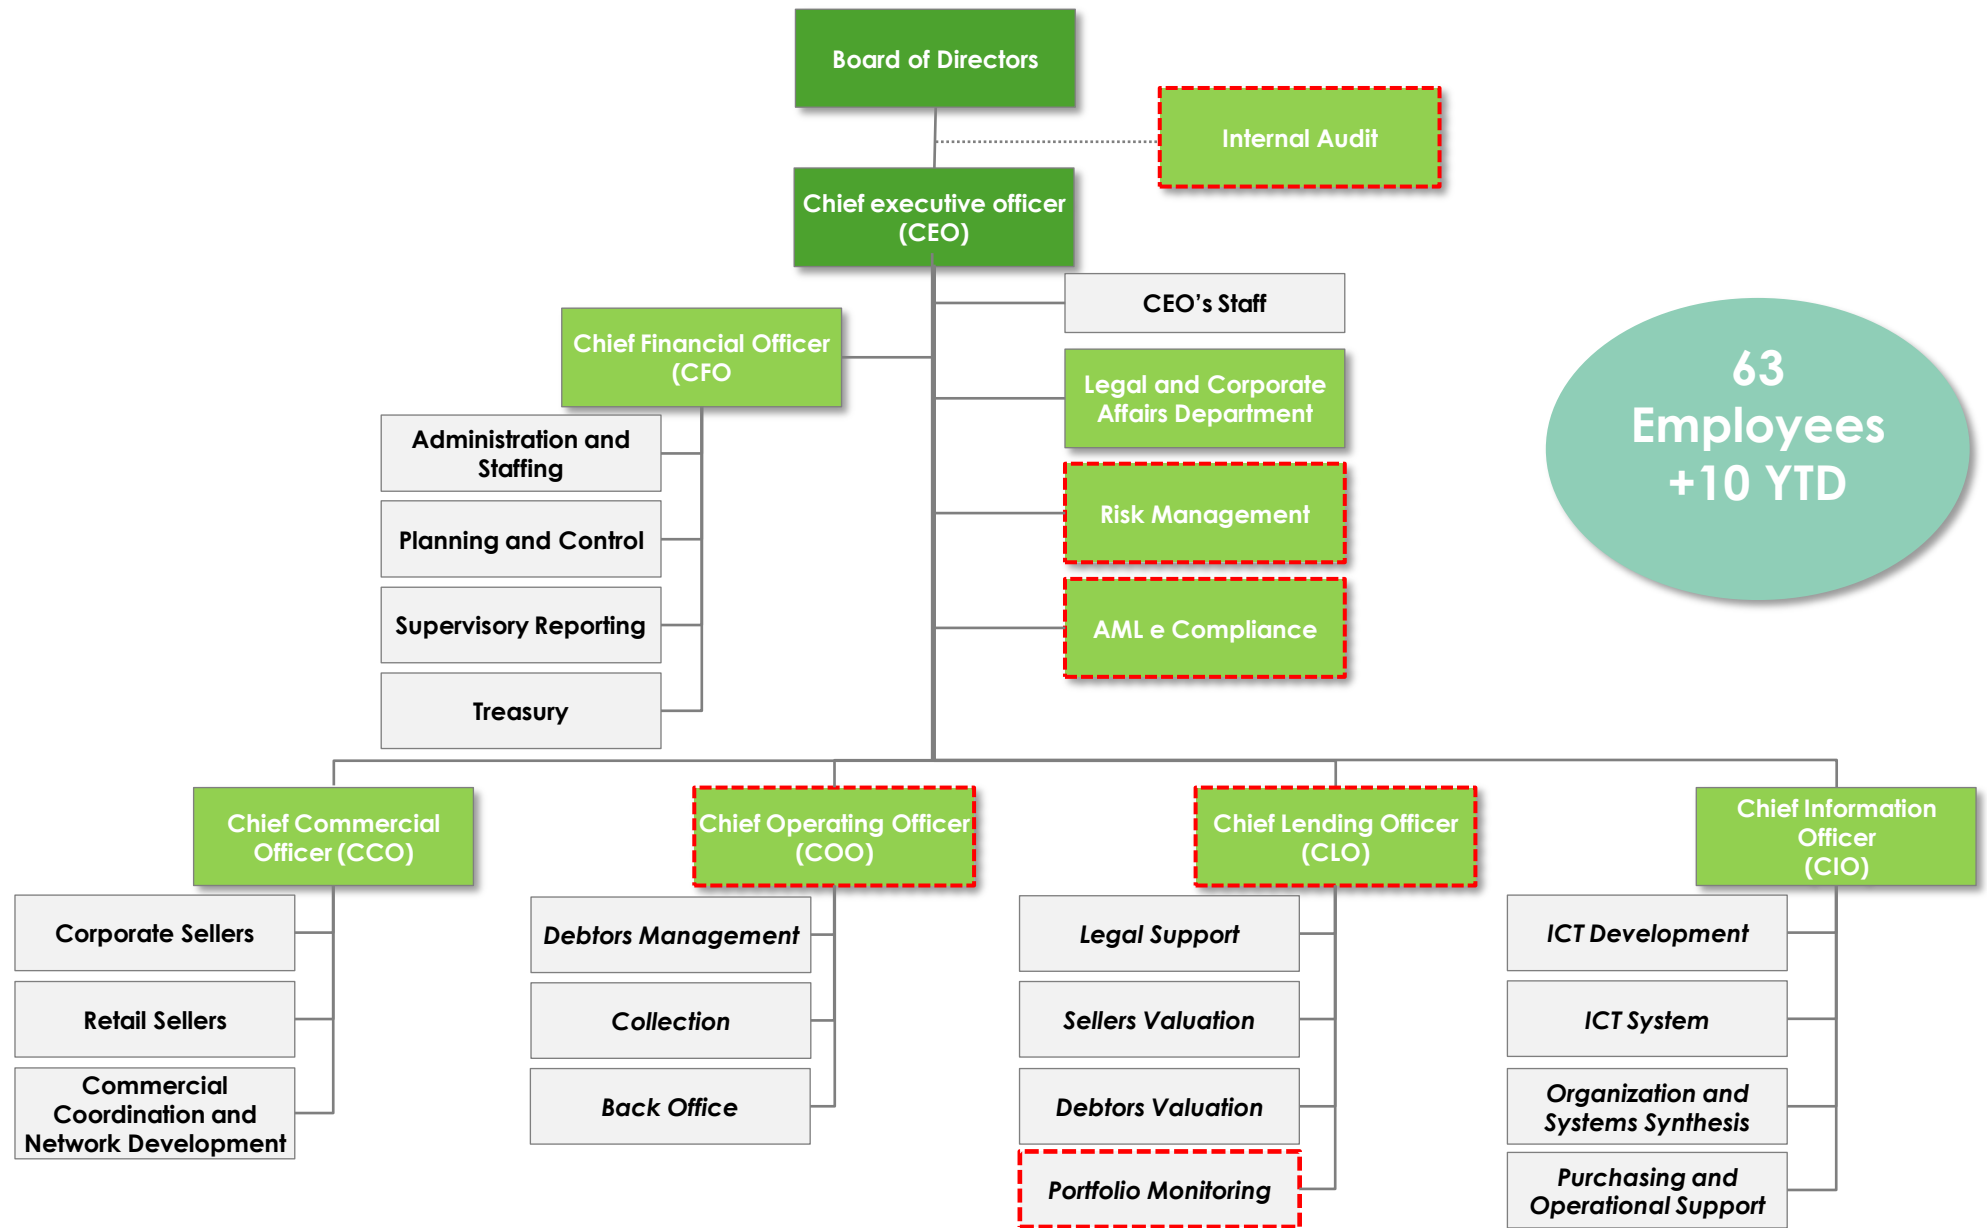 Board of Directors
Internal Audit
Chief executive officer
(CEO)
CEO’s Staff
Chief Financial Officer
(CFO
Legal and Corporate
Affairs Department
63
Employees
+10 YTD
Administration and
Staffing
Risk Management
Planning and Control
Supervisory Reporting
AML e Compliance
Treasury
Chief Commercial
Officer (CCO)
Chief Operating Officer
(COO)
Chief Lending Officer
(CLO)
Chief Information
Officer
(CIO)
Corporate Sellers
Retail Sellers
Commercial
Coordination and
Network Development
Debtors Management
Collection
Back Office
Legal Support
Sellers Valuation
Debtors Valuation
Portfolio Monitoring
ICT Development
ICT System
Organization and
Systems Synthesis
Purchasing and
Operational Support